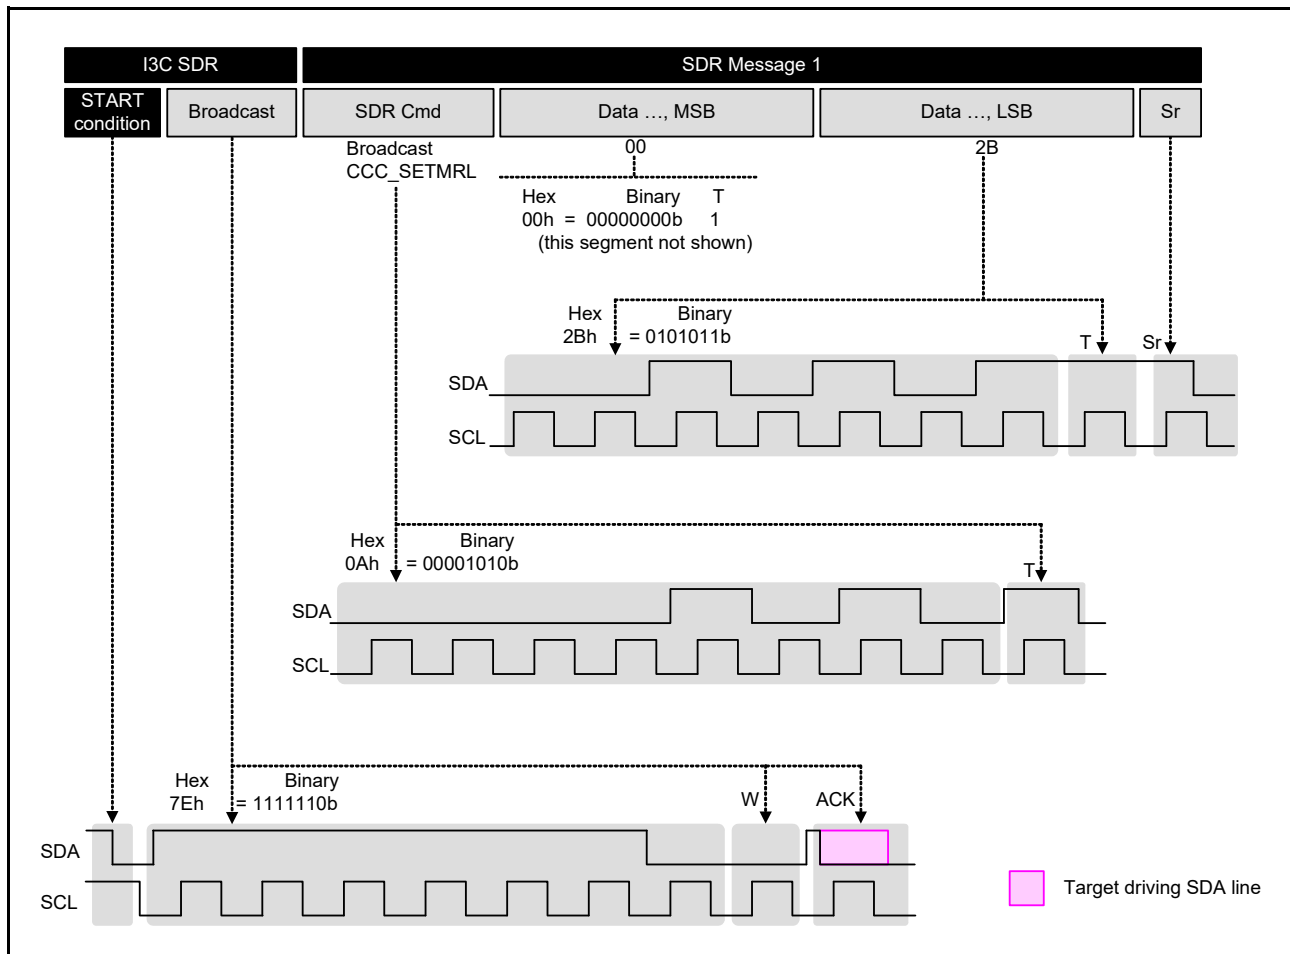 I3C SDR
SDR Message 1
START
condition
Broadcast
SDR Cmd
Data …, MSB
Data …, LSB
Sr
Broadcast
CCC_SETMRL
00
2B
Hex Binary T
00h = 00000000b 1
(this segment not shown)
Hex Binary
2Bh = 0101011b
T Sr
SDA
SCL
Hex Binary
0Ah = 00001010b
T
SDA
SCL
Hex Binary
7Eh = 1111110b
W ACK
SDA
SCL
Target driving SDA line